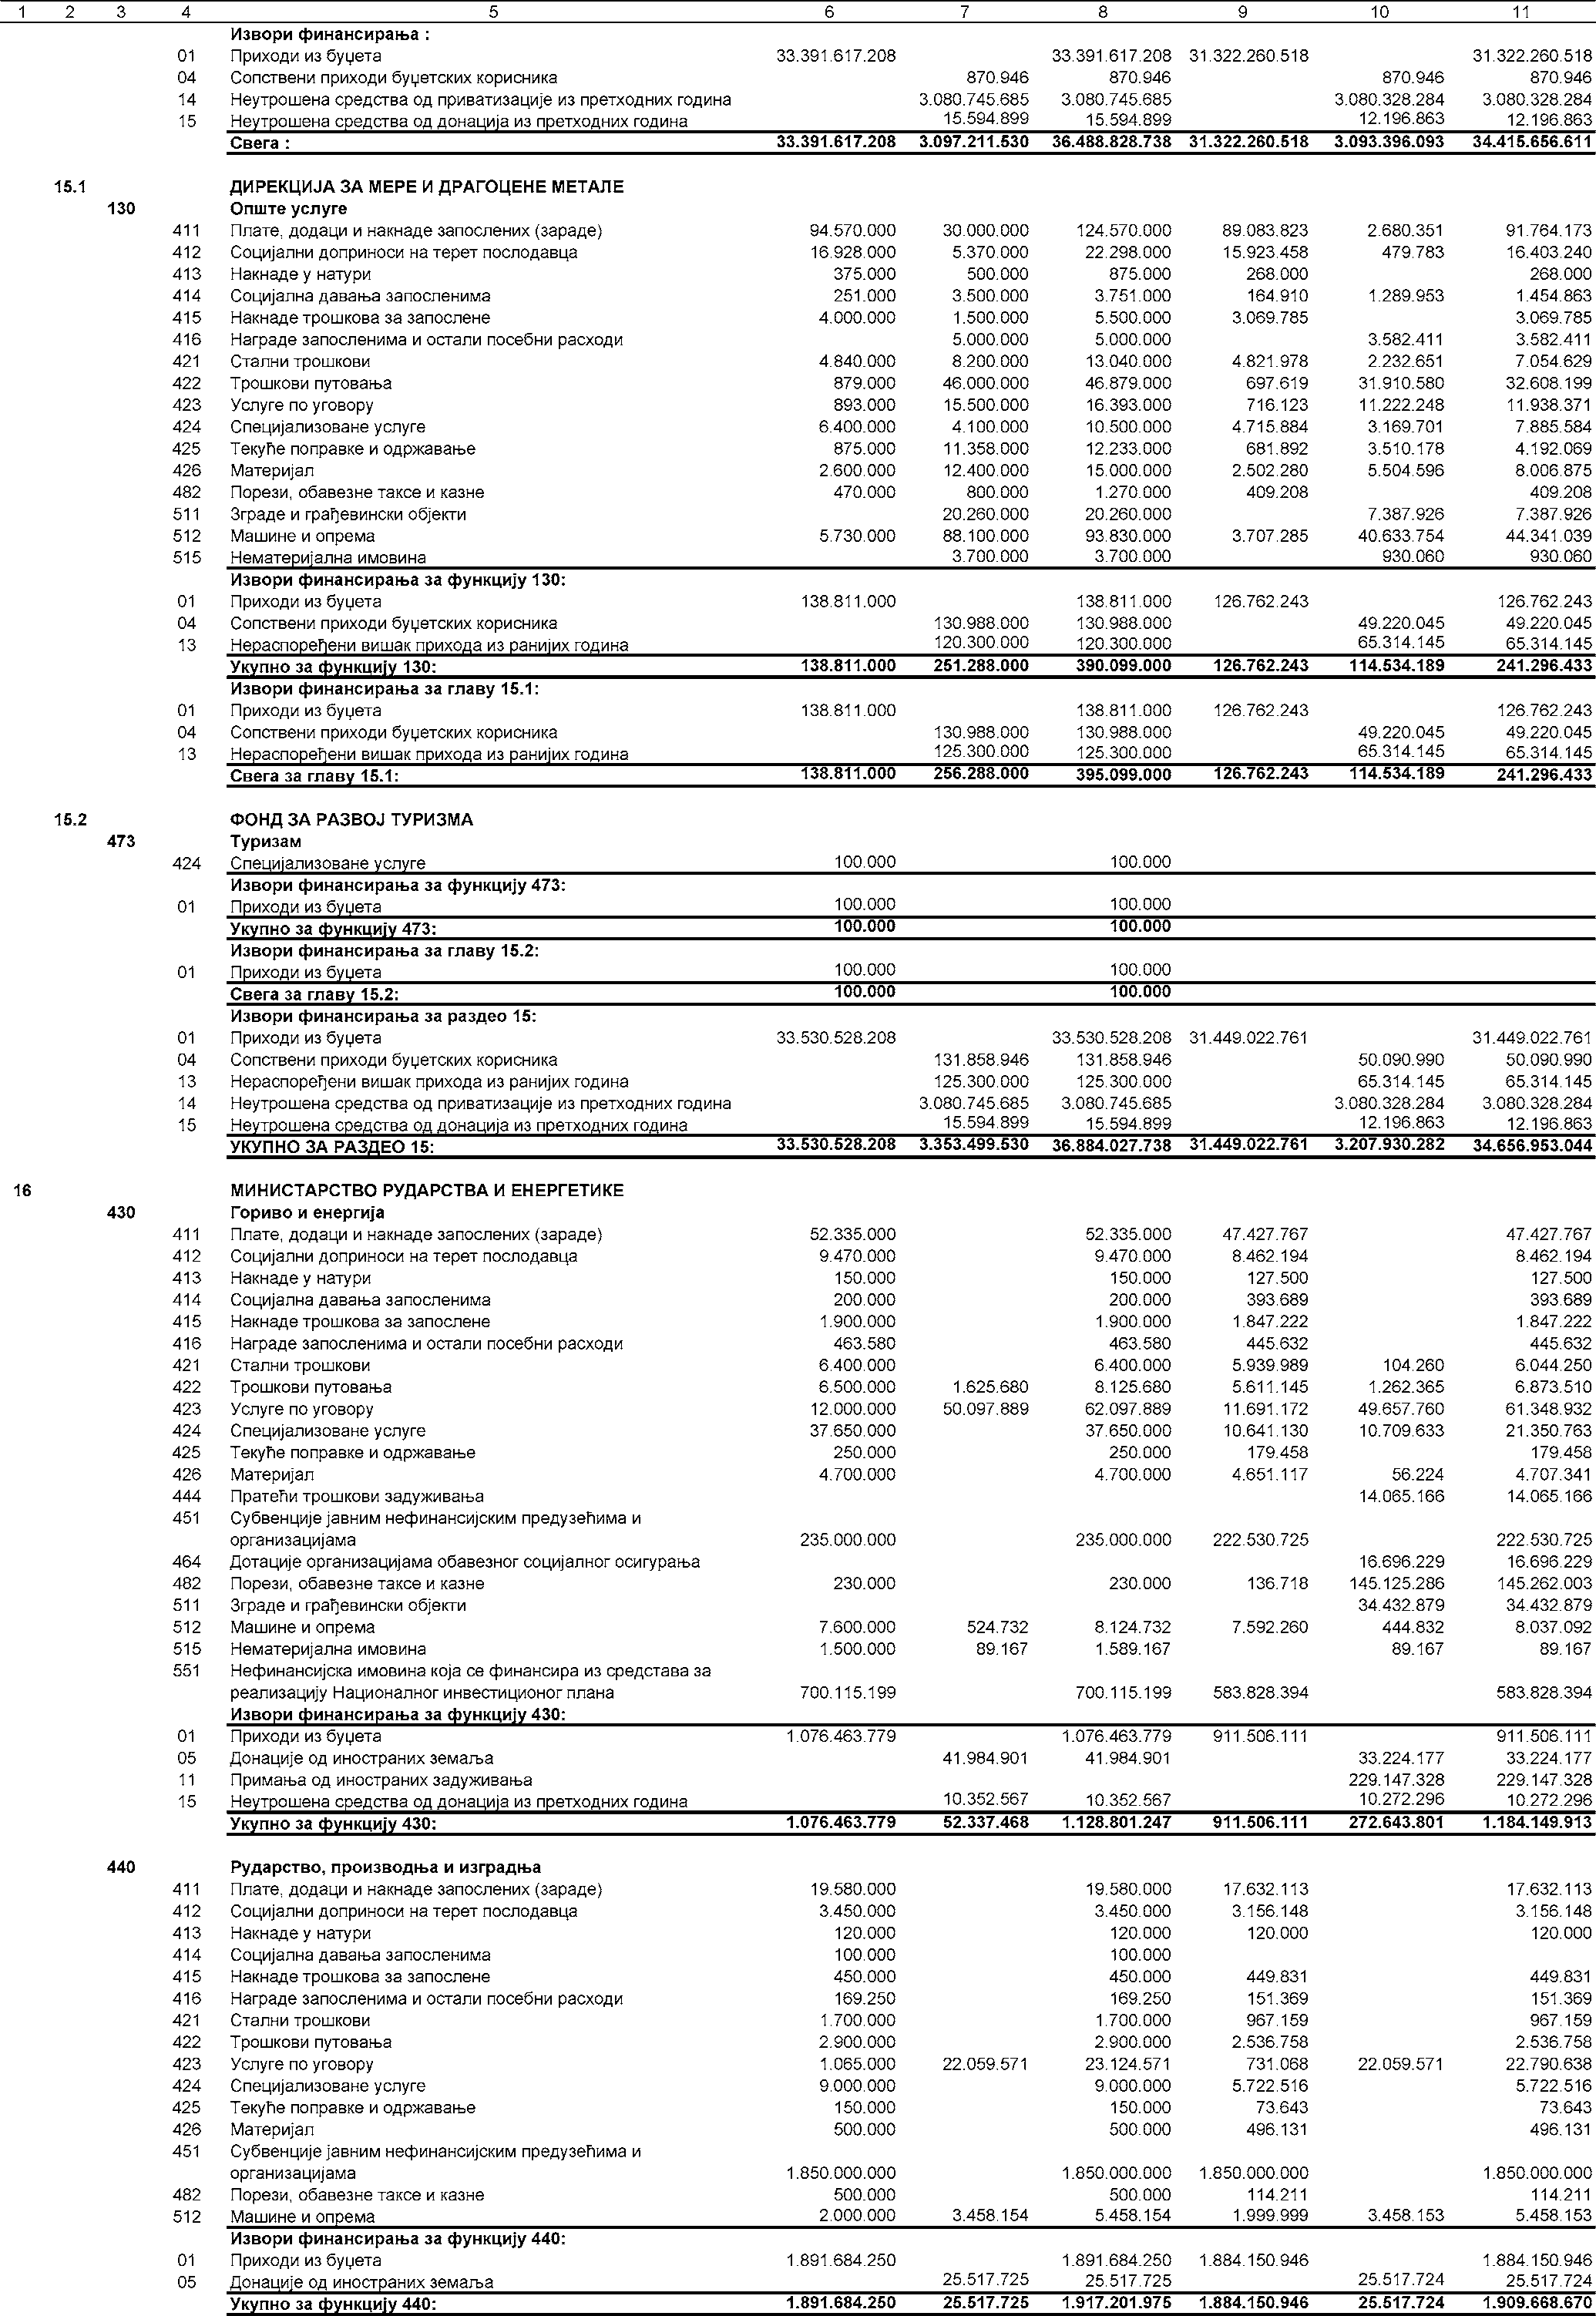 1 2 3 4 5 6 7 8 9 10 11
Извори финансирања :
01 Приходи из буџета 33.391.617.208 33.391.617.208 31.322.260.518 31.322.260.518
04 Сопствени приходи буџетских корисника 870.946 870.946 870.946 870.946
14 Неутрошена средства од приватизације из претходних година 3.080.745.685 3.080.745.685 3.080.328.284 3.080.328.284
15 Неутрошена средства од донација из претходних година 15.594.899 15.594.899 12.196.863 12.196.863
Свега : 33.391.617.208 3.097.211.530 36.488.828.738 31.322.260.518 3.093.396.093 34.415.656.611
15.1 ДИРЕКЦИЈА ЗА МЕРЕ И ДРАГОЦЕНЕ МЕТАЛЕ
130 Опште услуге
411 Плате, додаци и накнаде запослених (зараде) 94.570.000 30.000.000 124.570.000 89.083.823 2.680.351 91.764.173
412 Социјални доприноси на терет послодавца 16.928.000 5.370.000 22.298.000 15.923.458 479.783 16.403.240
413 Накнаде у натури 375.000 500.000 875.000 268.000 268.000
414 Социјална давања запосленима 251.000 3.500.000 3.751.000 164.910 1.289.953 1.454.863
415 Накнаде трошкова за запослене 4.000.000 1.500.000 5.500.000 3.069.785 3.069.785
416 Награде запосленима и остали посебни расходи 5.000.000 5.000.000 3.582.411 3.582.411
421 Стални трошкови 4.840.000 8.200.000 13.040.000 4.821.978 2.232.651 7.054.629
422 Трошкови путовања 879.000 46.000.000 46.879.000 697.619 31.910.580 32.608.199
423 Услуге по уговору 893.000 15.500.000 16.393.000 716.123 11.222.248 11.938.371
424 Специјализоване услуге 6.400.000 4.100.000 10.500.000 4.715.884 3.169.701 7.885.584
425 Текуће поправке и одржавање 875.000 11.358.000 12.233.000 681.892 3.510.178 4.192.069
426 Материјал 2.600.000 12.400.000 15.000.000 2.502.280 5.504.596 8.006.875
482 Порези, обавезне таксе и казне 470.000 800.000 1.270.000 409.208 409.208
511 Зграде и грађевински објекти 20.260.000 20.260.000 7.387.926 7.387.926
512 Машине и опрема 5.730.000 88.100.000 93.830.000 3.707.285 40.633.754 44.341.039
515 Нематеријална имовина 3.700.000 3.700.000 930.060 930.060
Извори финансирања за функцију 130:
01 Приходи из буџета 138.811.000 138.811.000 126.762.243 126.762.243
04 Сопствени приходи буџетских корисника 130.988.000 130.988.000 49.220.045 49.220.045
13 Нераспоређени вишак прихода из ранијих година 120.300.000 120.300.000 65.314.145 65.314.145
Укупно за функцију 130: 138.811.000 251.288.000 390.099.000 126.762.243 114.534.189 241.296.433
Извори финансирања за главу 15.1:
01 Приходи из буџета 138.811.000 138.811.000 126.762.243 126.762.243
04 Сопствени приходи буџетских корисника 130.988.000 130.988.000 49.220.045 49.220.045
13 Нераспоређени вишак прихода из ранијих година 125.300.000 125.300.000 65.314.145 65.314.145
Свега за главу 15.1: 138.811.000 256.288.000 395.099.000 126.762.243 114.534.189 241.296.433
15.2 ФОНД ЗА РАЗВОЈ ТУРИЗМА
473 Туризам
424 Специјализоване услуге 100.000 100.000
Извори финансирања за функцију 473:
01 Приходи из буџета 100.000 100.000
Укупно за функцију 473: 100.000 100.000
Извори финансирања за главу 15.2:
01 Приходи из буџета 100.000 100.000
Свега за главу 15.2: 100.000 100.000
Извори финансирања за раздео 15:
01 Приходи из буџета 33.530.528.208 33.530.528.208 31.449.022.761 31.449.022.761
04 Сопствени приходи буџетских корисника 131.858.946 131.858.946 50.090.990 50.090.990
13 Нераспоређени вишак прихода из ранијих година 125.300.000 125.300.000 65.314.145 65.314.145
14 Неутрошена средства од приватизације из претходних година 3.080.745.685 3.080.745.685 3.080.328.284 3.080.328.284
15 Неутрошена средства од донација из претходних година 15.594.899 15.594.899 12.196.863 12.196.863
УКУПНО ЗА РАЗДЕО 15: 33.530.528.208 3.353.499.530 36.884.027.738 31.449.022.761 3.207.930.282 34.656.953.044
16 МИНИСТАРСТВО РУДАРСТВА И ЕНЕРГЕТИКЕ
430 Гориво и енергија
411 Плате, додаци и накнаде запослених (зараде) 52.335.000 52.335.000 47.427.767 47.427.767
412 Социјални доприноси на терет послодавца 9.470.000 9.470.000 8.462.194 8.462.194
413 Накнаде у натури 150.000 150.000 127.500 127.500
414 Социјална давања запосленима 200.000 200.000 393.689 393.689
415 Накнаде трошкова за запослене 1.900.000 1.900.000 1.847.222 1.847.222
416 Награде запосленима и остали посебни расходи 463.580 463.580 445.632 445.632
421 Стални трошкови 6.400.000 6.400.000 5.939.989 104.260 6.044.250
422 Трошкови путовања 6.500.000 1.625.680 8.125.680 5.611.145 1.262.365 6.873.510
423 Услуге по уговору 12.000.000 50.097.889 62.097.889 11.691.172 49.657.760 61.348.932
424 Специјализоване услуге 37.650.000 37.650.000 10.641.130 10.709.633 21.350.763
425 Текуће поправке и одржавање 250.000 250.000 179.458 179.458
426 Материјал 4.700.000 4.700.000 4.651.117 56.224 4.707.341
444 Пратећи трошкови задуживања 14.065.166 14.065.166
451 Субвенције јавним нефинансијским предузећима и
организацијама 235.000.000 235.000.000 222.530.725 222.530.725
464 Дотације организацијама обавезног социјалног осигурања 16.696.229 16.696.229
482 Порези, обавезне таксе и казне 230.000 230.000 136.718 145.125.286 145.262.003
511 Зграде и грађевински објекти 34.432.879 34.432.879
512 Машине и опрема 7.600.000 524.732 8.124.732 7.592.260 444.832 8.037.092
515 Нематеријална имовина 1.500.000 89.167 1.589.167 89.167 89.167
551 Нефинансијска имовина која се финансира из средстава за
реализацију Националног инвестиционог плана 700.115.199 700.115.199 583.828.394 583.828.394
Извори финансирања за функцију 430:
01 Приходи из буџета 1.076.463.779 1.076.463.779 911.506.111 911.506.111
05 Донације од иностраних земаља 41.984.901 41.984.901 33.224.177 33.224.177
11 Примања од иностраних задуживања 229.147.328 229.147.328
15 Неутрошена средства од донација из претходних година 10.352.567 10.352.567 10.272.296 10.272.296
Укупно за функцију 430: 1.076.463.779 52.337.468 1.128.801.247 911.506.111 272.643.801 1.184.149.913
440 Рударство, производња и изградња
411 Плате, додаци и накнаде запослених (зараде) 19.580.000 19.580.000 17.632.113 17.632.113
412 Социјални доприноси на терет послодавца 3.450.000 3.450.000 3.156.148 3.156.148
413 Накнаде у натури 120.000 120.000 120.000 120.000
414 Социјална давања запосленима 100.000 100.000
415 Накнаде трошкова за запослене 450.000 450.000 449.831 449.831
416 Награде запосленима и остали посебни расходи 169.250 169.250 151.369 151.369
421 Стални трошкови 1.700.000 1.700.000 967.159 967.159
422 Трошкови путовања 2.900.000 2.900.000 2.536.758 2.536.758
423 Услуге по уговору 1.065.000 22.059.571 23.124.571 731.068 22.059.571 22.790.638
424 Специјализоване услуге 9.000.000 9.000.000 5.722.516 5.722.516
425 Текуће поправке и одржавање 150.000 150.000 73.643 73.643
426 Материјал 500.000 500.000 496.131 496.131
451 Субвенције јавним нефинансијским предузећима и
организацијама 1.850.000.000 1.850.000.000 1.850.000.000 1.850.000.000
482 Порези, обавезне таксе и казне 500.000 500.000 114.211 114.211
512 Машине и опрема 2.000.000 3.458.154 5.458.154 1.999.999 3.458.153 5.458.153
Извори финансирања за функцију 440:
01 Приходи из буџета 1.891.684.250 1.891.684.250 1.884.150.946 1.884.150.946
05 Донације од иностраних земаља 25.517.725 25.517.725 25.517.724 25.517.724
Укупно за функцију 440: 1.891.684.250 25.517.725 1.917.201.975 1.884.150.946 25.517.724 1.909.668.670